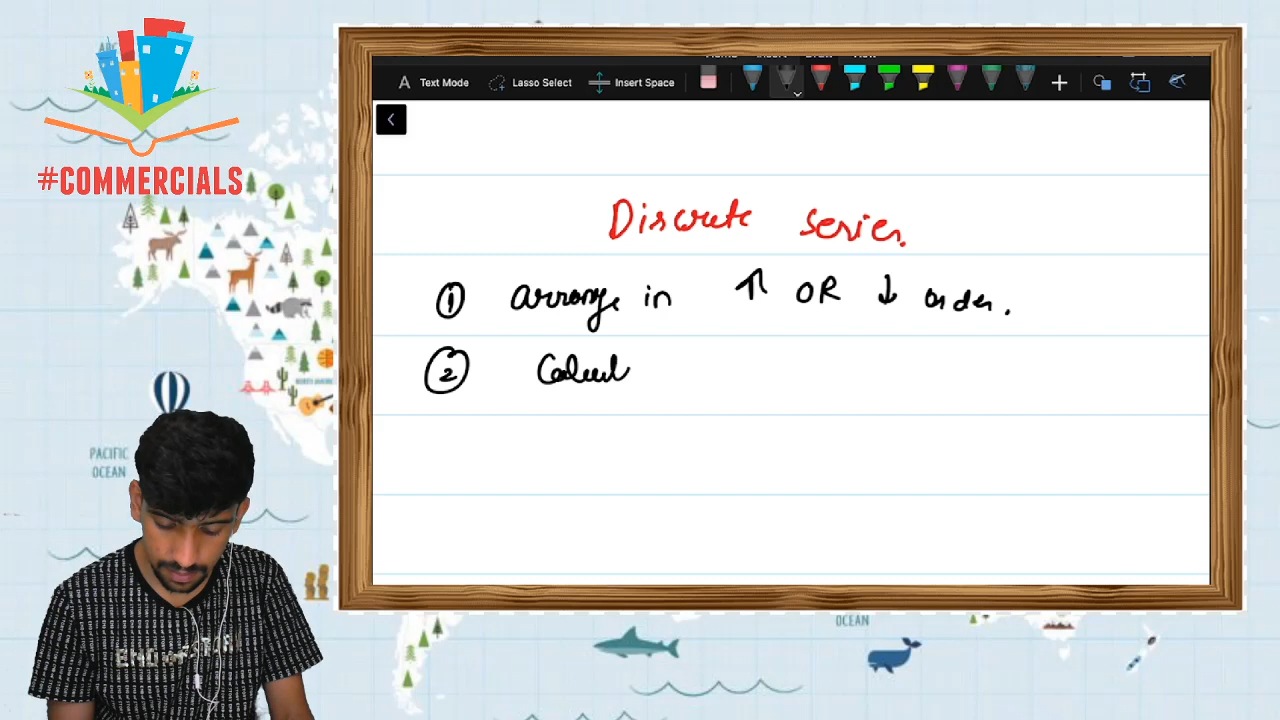 #COMMERCIALS
Text Mode
Lasso Select
Insert Space
Discrete series.
① arrange in ↑ OR ↓ order.
② Calcul
PACIFIC
OCEAN
OCEAN